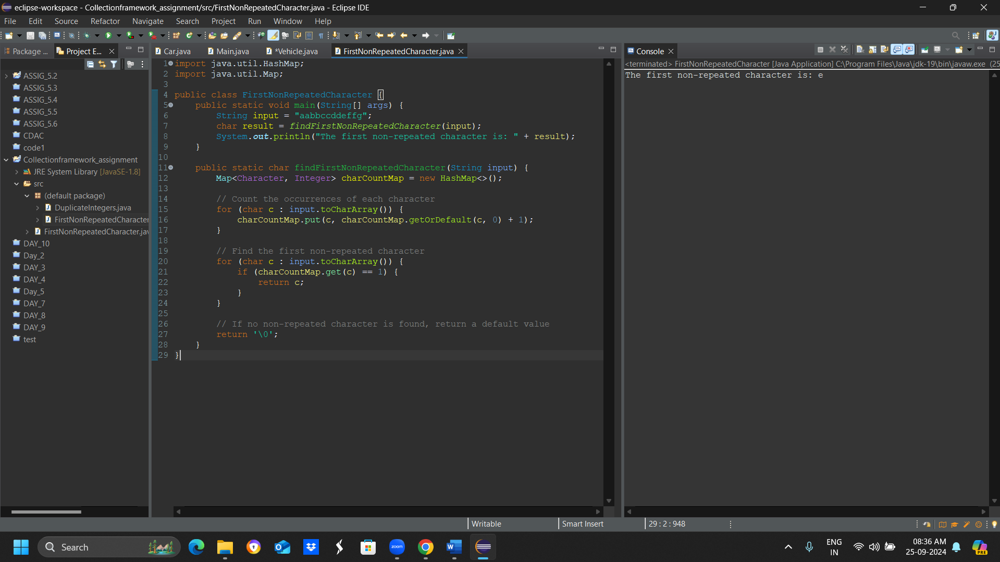 eclipse-workspace - Collectionframework_assignment/src/FirstNonRepeatedCharacter.java - Eclipse IDE
File Edit Source Refactor Navigate Search Project Run Window Help
Package ... Project E...
ASSIG_5.2
ASSIG_5.3
ASSIG_5.4
ASSIG_5.5
ASSIG_5.6
CDAC
code1
Collectionframework_assignment
JRE System Library [JavaSE-1.8]
src
(default package)
DuplicateIntegers.java
FirstNonRepeatedCharacter
FirstNonRepeatedCharacter.jav
DAY_10
Day_2
DAY_3
DAY_4
Day_5
DAY_7
DAY_8
DAY_9
test
Car.java Main.java *Vehicle.java FirstNonRepeatedCharacter.java
1 import java.util.HashMap;
2 import java.util.Map;
3
4 public class FirstNonRepeatedCharacter {
5     public static void main(String[] args) {
6         String input = "aabbccddeffg";
7         char result = findFirstNonRepeatedCharacter(input);
8         System.out.println("The first non-repeated character is: " + result);
9     }
10
11     public static char findFirstNonRepeatedCharacter(String input) {
12         Map<Character, Integer> charCountMap = new HashMap<>();
13
14         // Count the occurrences of each character
15         for (char c : input.toCharArray()) {
16             charCountMap.put(c, charCountMap.getOrDefault(c, 0) + 1);
17         }
18
19         // Find the first non-repeated character
20         for (char c : input.toCharArray()) {
21             if (charCountMap.get(c) == 1) {
22                 return c;
23             }
24         }
25
26         // If no non-repeated character is found, return a default value
27         return '\0';
28     }
29 }
Console
<terminated> FirstNonRepeatedCharacter [Java Application] C:\Program Files\Java\jdk-19\bin\javaw.exe (25
The first non-repeated character is: e
Writable Smart Insert 29 : 2 : 948
Search
zoom
ENG
IN
08:36 AM
25-09-2024
PRE